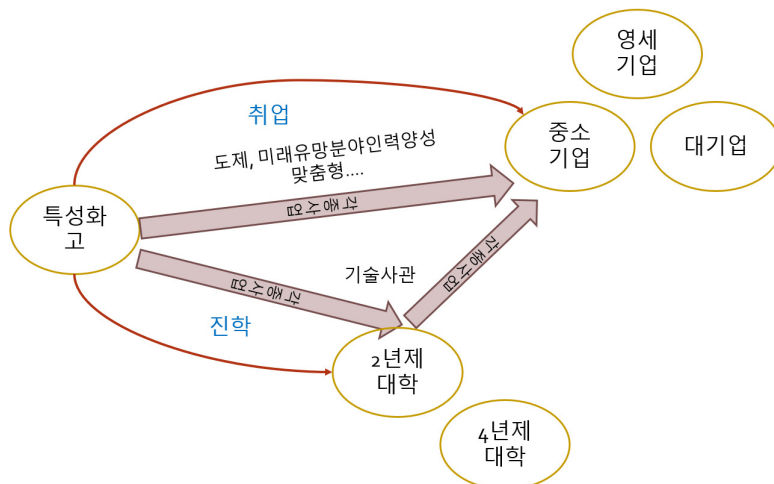 영세
기업
취업
중소
기업
대기업
도제, 미래유망분야인력양성
맞춤형....
각종사업
특성화
고
기술사관
각종사업
각종사업
진학
2년제
대학
4년제
대학